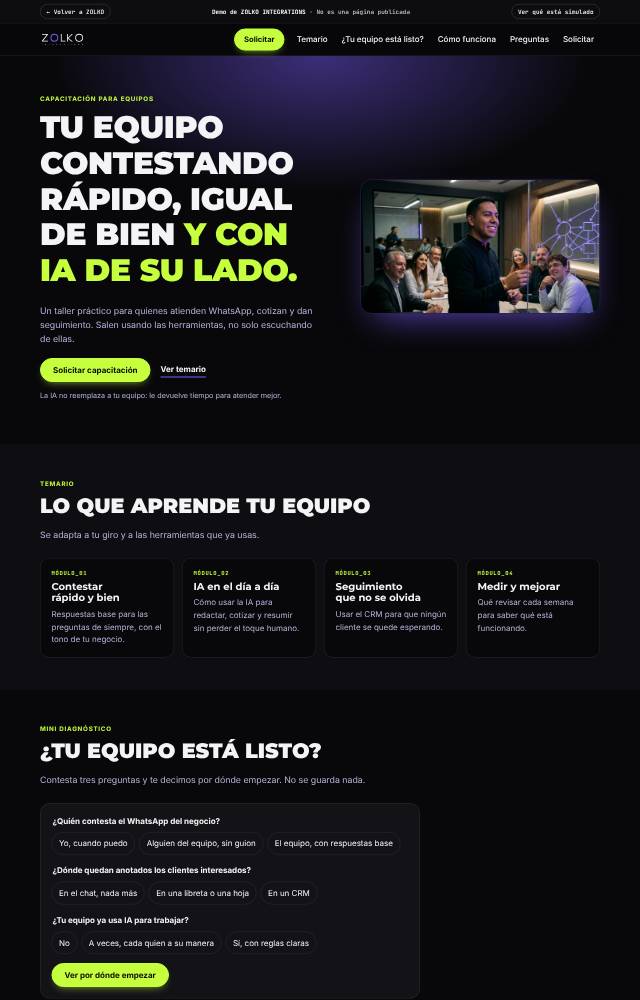 ← Volver a ZOLKO
Demo de ZOLKO INTEGRATIONS · No es una página publicada
Ver qué está simulado
ZOLKO
Solicitar
Temario
¿Tu equipo está listo?
Cómo funciona
Preguntas
Solicitar
CAPACITACIÓN PARA EQUIPOS
TU EQUIPO
CONTESTANDO
RÁPIDO, IGUAL
DE BIEN Y CON
IA DE SU LADO.
Un taller práctico para quienes atienden WhatsApp, cotizan y dan
seguimiento. Salen usando las herramientas, no solo escuchando
de ellas.
Solicitar capacitación
Ver temario
La IA no reemplaza a tu equipo: le devuelve tiempo para atender mejor.
TEMARIO
LO QUE APRENDE TU EQUIPO
Se adapta a tu giro y a las herramientas que ya usas.
MÓDULO_01
Contestar
rápido y bien
Respuestas base para las
preguntas de siempre, con el
tono de tu negocio.
MÓDULO_02
IA en el día a día
Cómo usar la IA para
redactar, cotizar y resumir
sin perder el toque humano.
MÓDULO_03
Seguimiento
que no se olvida
Usar el CRM para que ningún
cliente se quede esperando.
MÓDULO_04
Medir y mejorar
Qué revisar cada semana
para saber qué está
funcionando.
MINI DIAGNÓSTICO
¿TU EQUIPO ESTÁ LISTO?
Contesta tres preguntas y te decimos por dónde empezar. No se guarda nada.
¿Quién contesta el WhatsApp del negocio?
Yo, cuando puedo
Alguien del equipo, sin guion
El equipo, con respuestas base
¿Dónde quedan anotados los clientes interesados?
En el chat, nada más
En una libreta o una hoja
En un CRM
¿Tu equipo ya usa IA para trabajar?
No
A veces, cada quien a su manera
Sí, con reglas claras
Ver por dónde empezar